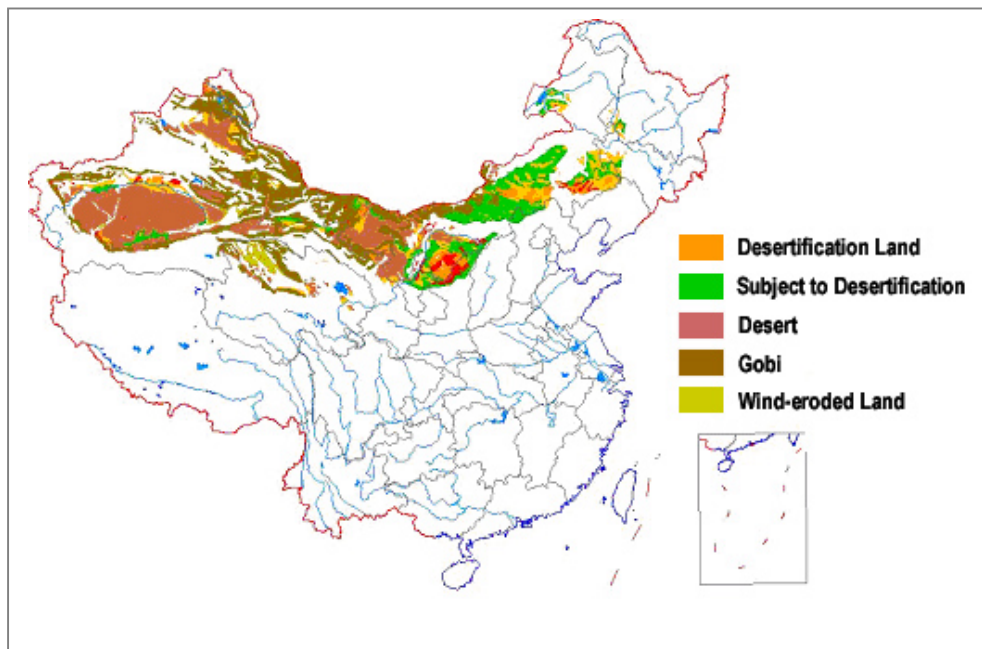 Desertification Land
Subject to Desertification
Desert
Gobi
Wind-eroded Land